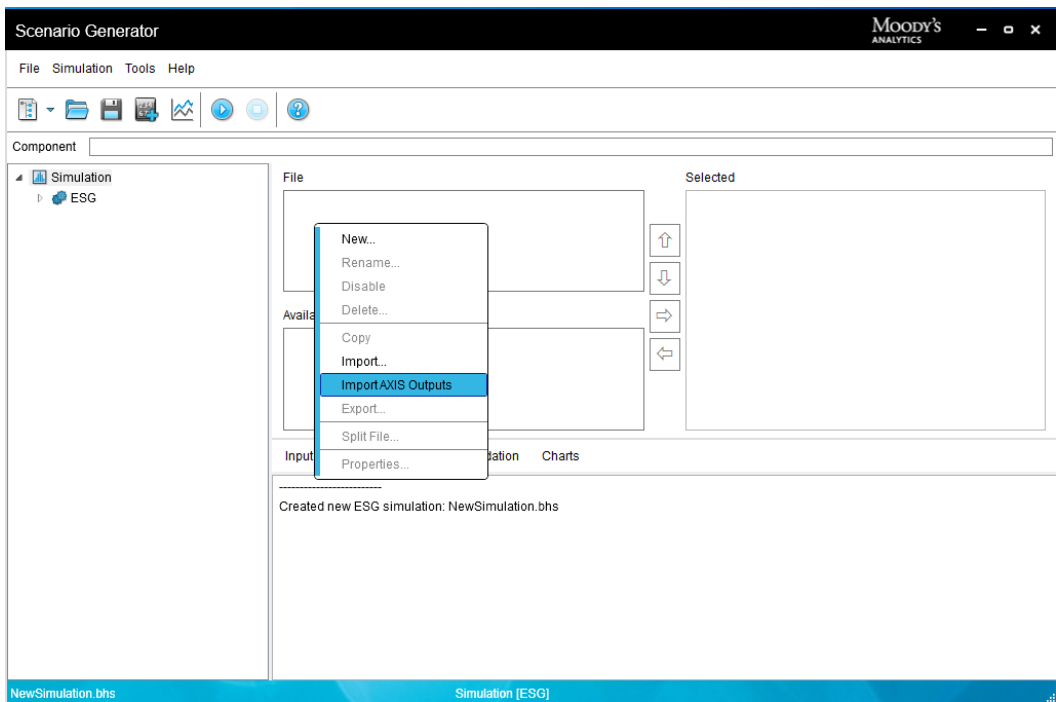 Scenario Generator
MOODY'S
ANALYTICS
File Simulation Tools Help
Component
Simulation
ESG
File
Selected
New...
Rename...
Disable
Delete...
Availa
Copy
Import...
Import AXIS Outputs
Export...
Split File...
Properties...
Input
dation
Charts
-------------------------
Created new ESG simulation: NewSimulation.bhs
NewSimulation.bhs
Simulation [ESG]